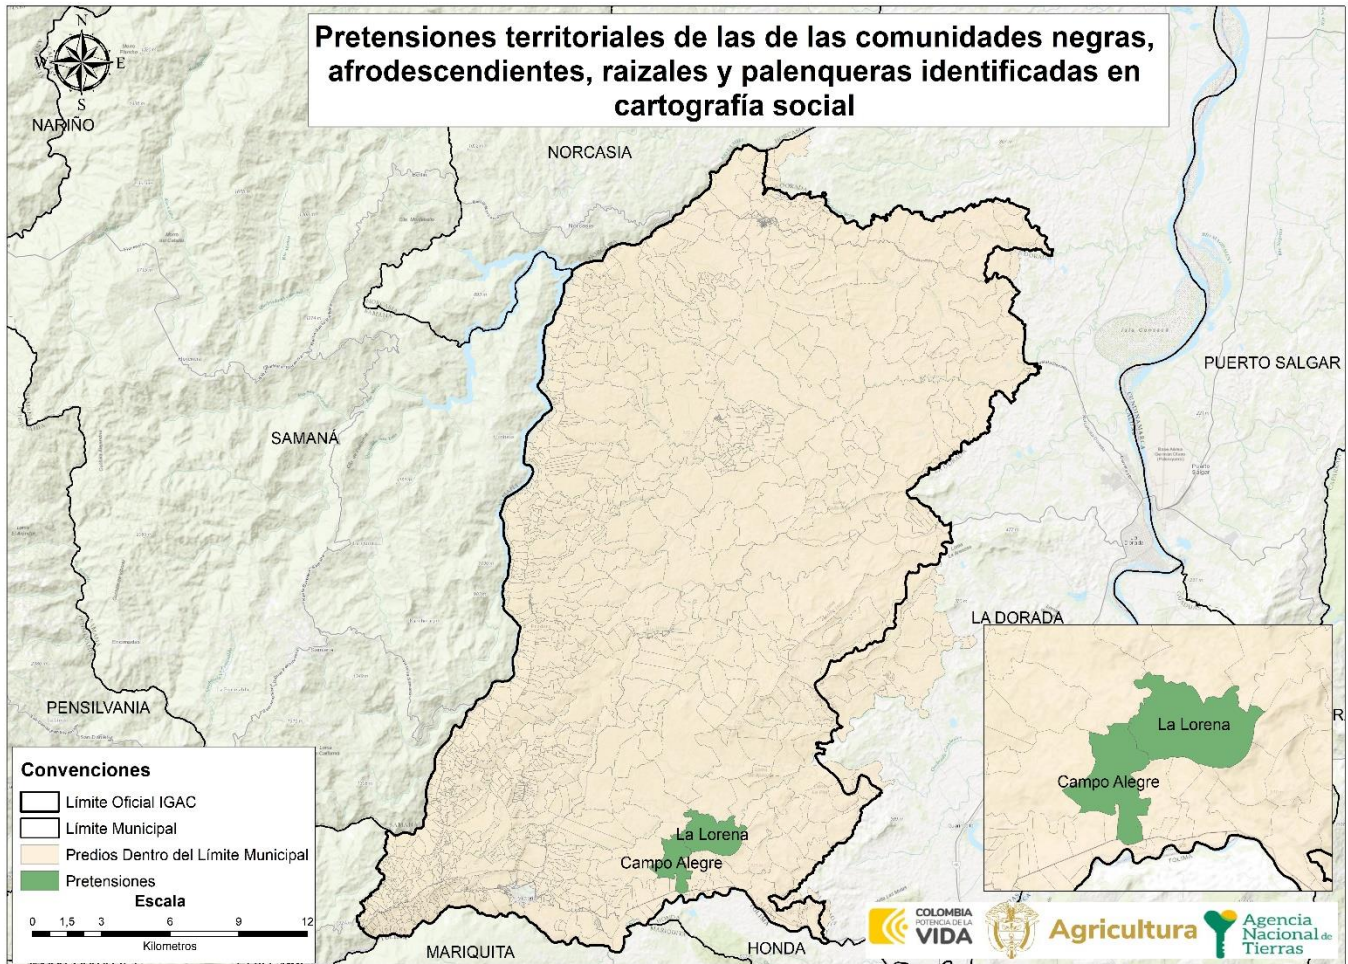 Pretensiones territoriales de las de las comunidades negras,
afrodescendientes, raizales y palenqueras identificadas en
cartografía social
N
W
E
S
NARIÑO
NORCASIA
PUERTO SALGAR
SAMANÁ
LA DORADA
PENSILVANIA
La Lorena
Campo Alegre
La Lorena
Campo Alegre
TOLIMA
Convenciones
Límite Oficial IGAC
Límite Municipal
Predios Dentro del Límite Municipal
Pretensiones
Escala
0 1,5 3 6 9 12
Kilometros
MARIQUITA
HONDA
COLOMBIA
POTENCIA DE LA
VIDA
Agricultura
Agencia
Nacional de
Tierras